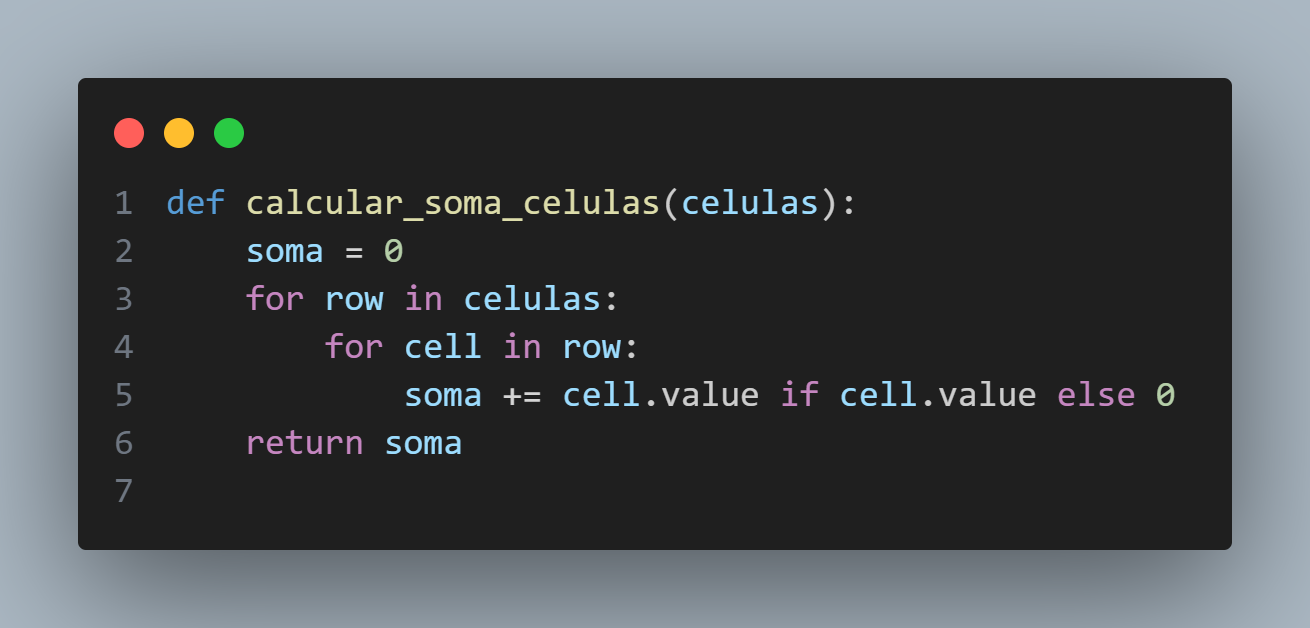 1 def calcular_soma_celulas(celulas):
2     soma = 0
3     for row in celulas:
4         for cell in row:
5             soma += cell.value if cell.value else 0
6     return soma
7